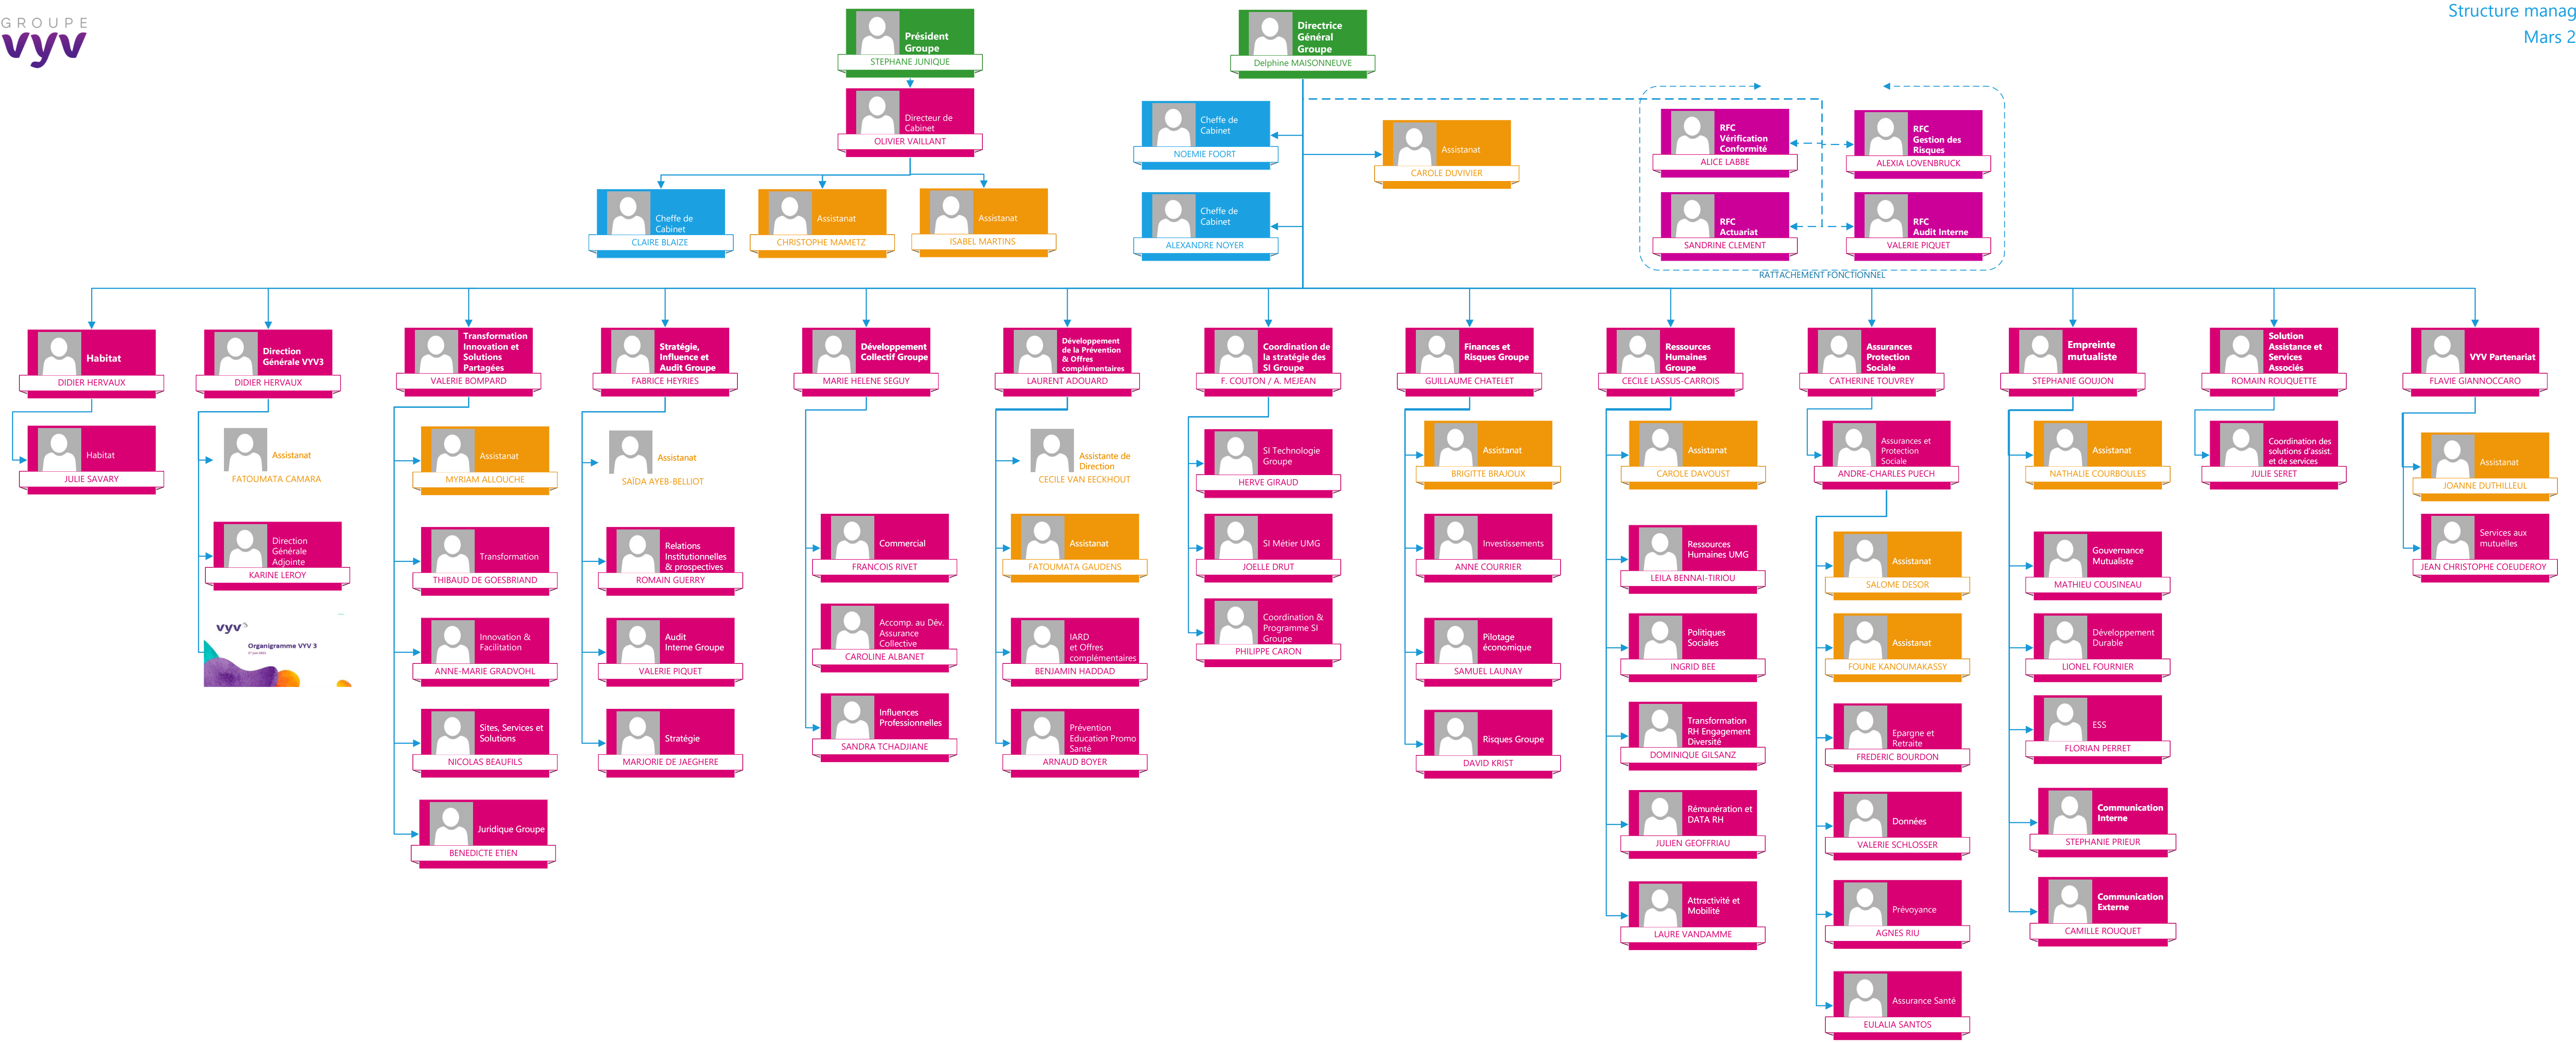 GROUPE
vyv
Structure manag
Mars 2
Président
Groupe
STEPHANE JUNIQUE
Directrice
Général
Groupe
Delphine MAISONNEUVE
Directeur de
Cabinet
OLIVIER VAILLANT
Cheffe de
Cabinet
CLAIRE BLAIZE
Assistanat
CHRISTOPHE MAMETZ
Assistanat
ISABEL MARTINS
Cheffe de
Cabinet
NOEMIE FOORT
Assistanat
CAROLE DUVIVIER
Cheffe de
Cabinet
ALEXANDRE NOYER
RFC
Vérification
Conformité
ALICE LABBE
RFC
Gestion des
Risques
ALEXIA LOVENBRUCK
RFC
Actuariat
SANDRINE CLEMENT
RFC
Audit Interne
VALERIE PIQUET
RATTACHEMENT FONCTIONNEL
Habitat
DIDIER HERVAUX
Habitat
JULIE SAVARY
Direction
Générale VYV3
DIDIER HERVAUX
Assistanat
FATOUMATA CAMARA
Direction
Générale
Adjointe
KARINE LEROY
vyv3
Organigramme VYV 3
Transformation
Innovation et
Solutions
Partagées
VALERIE BOMPARD
Assistanat
MYRIAM ALLOUCHE
Transformation
THIBAUD DE GOESBRIAND
Innovation &
Facilitation
ANNE-MARIE GRADVOHL
Sites, Services et
Solutions
NICOLAS BEAUFILS
Juridique Groupe
BENEDICTE ETIEN
Stratégie,
Influence et
Audit Groupe
FABRICE HEYRIES
Assistanat
SAÏDA AYEB-BELLIOT
Relations
Institutionnelles
& prospectives
ROMAIN GUERRY
Audit
Interne Groupe
VALERIE PIQUET
Stratégie
MARJORIE DE JAEGHERE
Développement
Collectif Groupe
MARIE HELENE SEGUY
Commercial
FRANCOIS RIVET
Accomp. au Dév.
Assurance
Collective
CAROLINE ALBANET
Influences
Professionnelles
SANDRA TCHADJIANE
Développement
de la Prévention
& Offres
complémentaires
LAURENT ADOUARD
Assistante de
Direction
CECILE VAN EECKHOUT
Assistanat
FATOUMATA GAUDENS
IARD
et Offres
complémentaires
BENJAMIN HADDAD
Prévention
Education Promo
Santé
ARNAUD BOYER
Coordination de
la stratégie des
SI Groupe
F. COUTON / A. MEJEAN
SI Technologie
Groupe
HERVE GIRAUD
SI Métier UMG
JOELLE DRUT
Coordination &
Programme SI
Groupe
PHILIPPE CARON
Finances et
Risques Groupe
GUILLAUME CHATELET
Assistanat
BRIGITTE BRAJOUX
Investissements
ANNE COURRIER
Pilotage
économique
SAMUEL LAUNAY
Risques Groupe
DAVID KRIST
Ressources
Humaines
Groupe
CECILE LASSUS-CARROIS
Assistanat
CAROLE DAVOUST
Ressources
Humaines UMG
LEILA BENNAI-TIRIOU
Politiques
Sociales
INGRID BEE
Transformation
RH Engagement
Diversité
DOMINIQUE GILSANZ
Rémunération et
DATA RH
JULIEN GEOFFRIAU
Attractivité et
Mobilité
LAURE VANDAMME
Assurances
Protection
Sociale
CATHERINE TOUVREY
Assurances et
Protection
Sociale
ANDRE-CHARLES PUECH
Assistanat
SALOME DESOR
Assistanat
FOUNE KANOUMAKASSY
Epargne et
Retraite
FREDERIC BOURDON
Données
VALERIE SCHLOSSER
Prévoyance
AGNES RIU
Assurance Santé
EULALIA SANTOS
Empreinte
mutualiste
STEPHANIE GOUJON
Assistanat
NATHALIE COURBOULES
Gouvernance
Mutualiste
MATHIEU COUSINEAU
Développement
Durable
LIONEL FOURNIER
ESS
FLORIAN PERRET
Communication
Interne
STEPHANIE PRIEUR
Communication
Externe
CAMILLE ROUQUET
Solution
Assistance et
Services
Associés
ROMAIN ROUQUETTE
Coordination des
solutions d'assist.
et de services
JULIE SERET
VYV Partenariat
FLAVIE GIANNOCCARO
Assistanat
JOANNE DUTHILLEUL
Services aux
mutuelles
JEAN CHRISTOPHE COEUDEROY